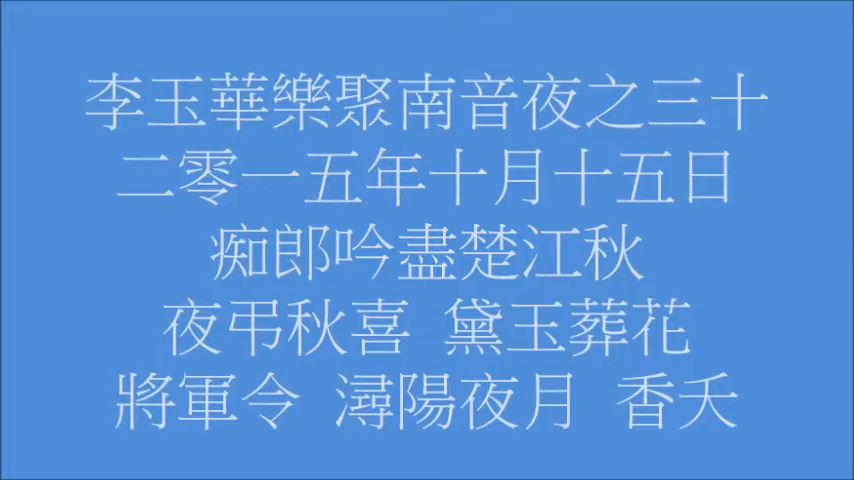 李玉華樂聚南音夜之三十
二零一五年十月十五日
痴郎吟盡楚江秋
夜弔秋喜 黛玉葬花
將軍令 潯陽夜月 香夭